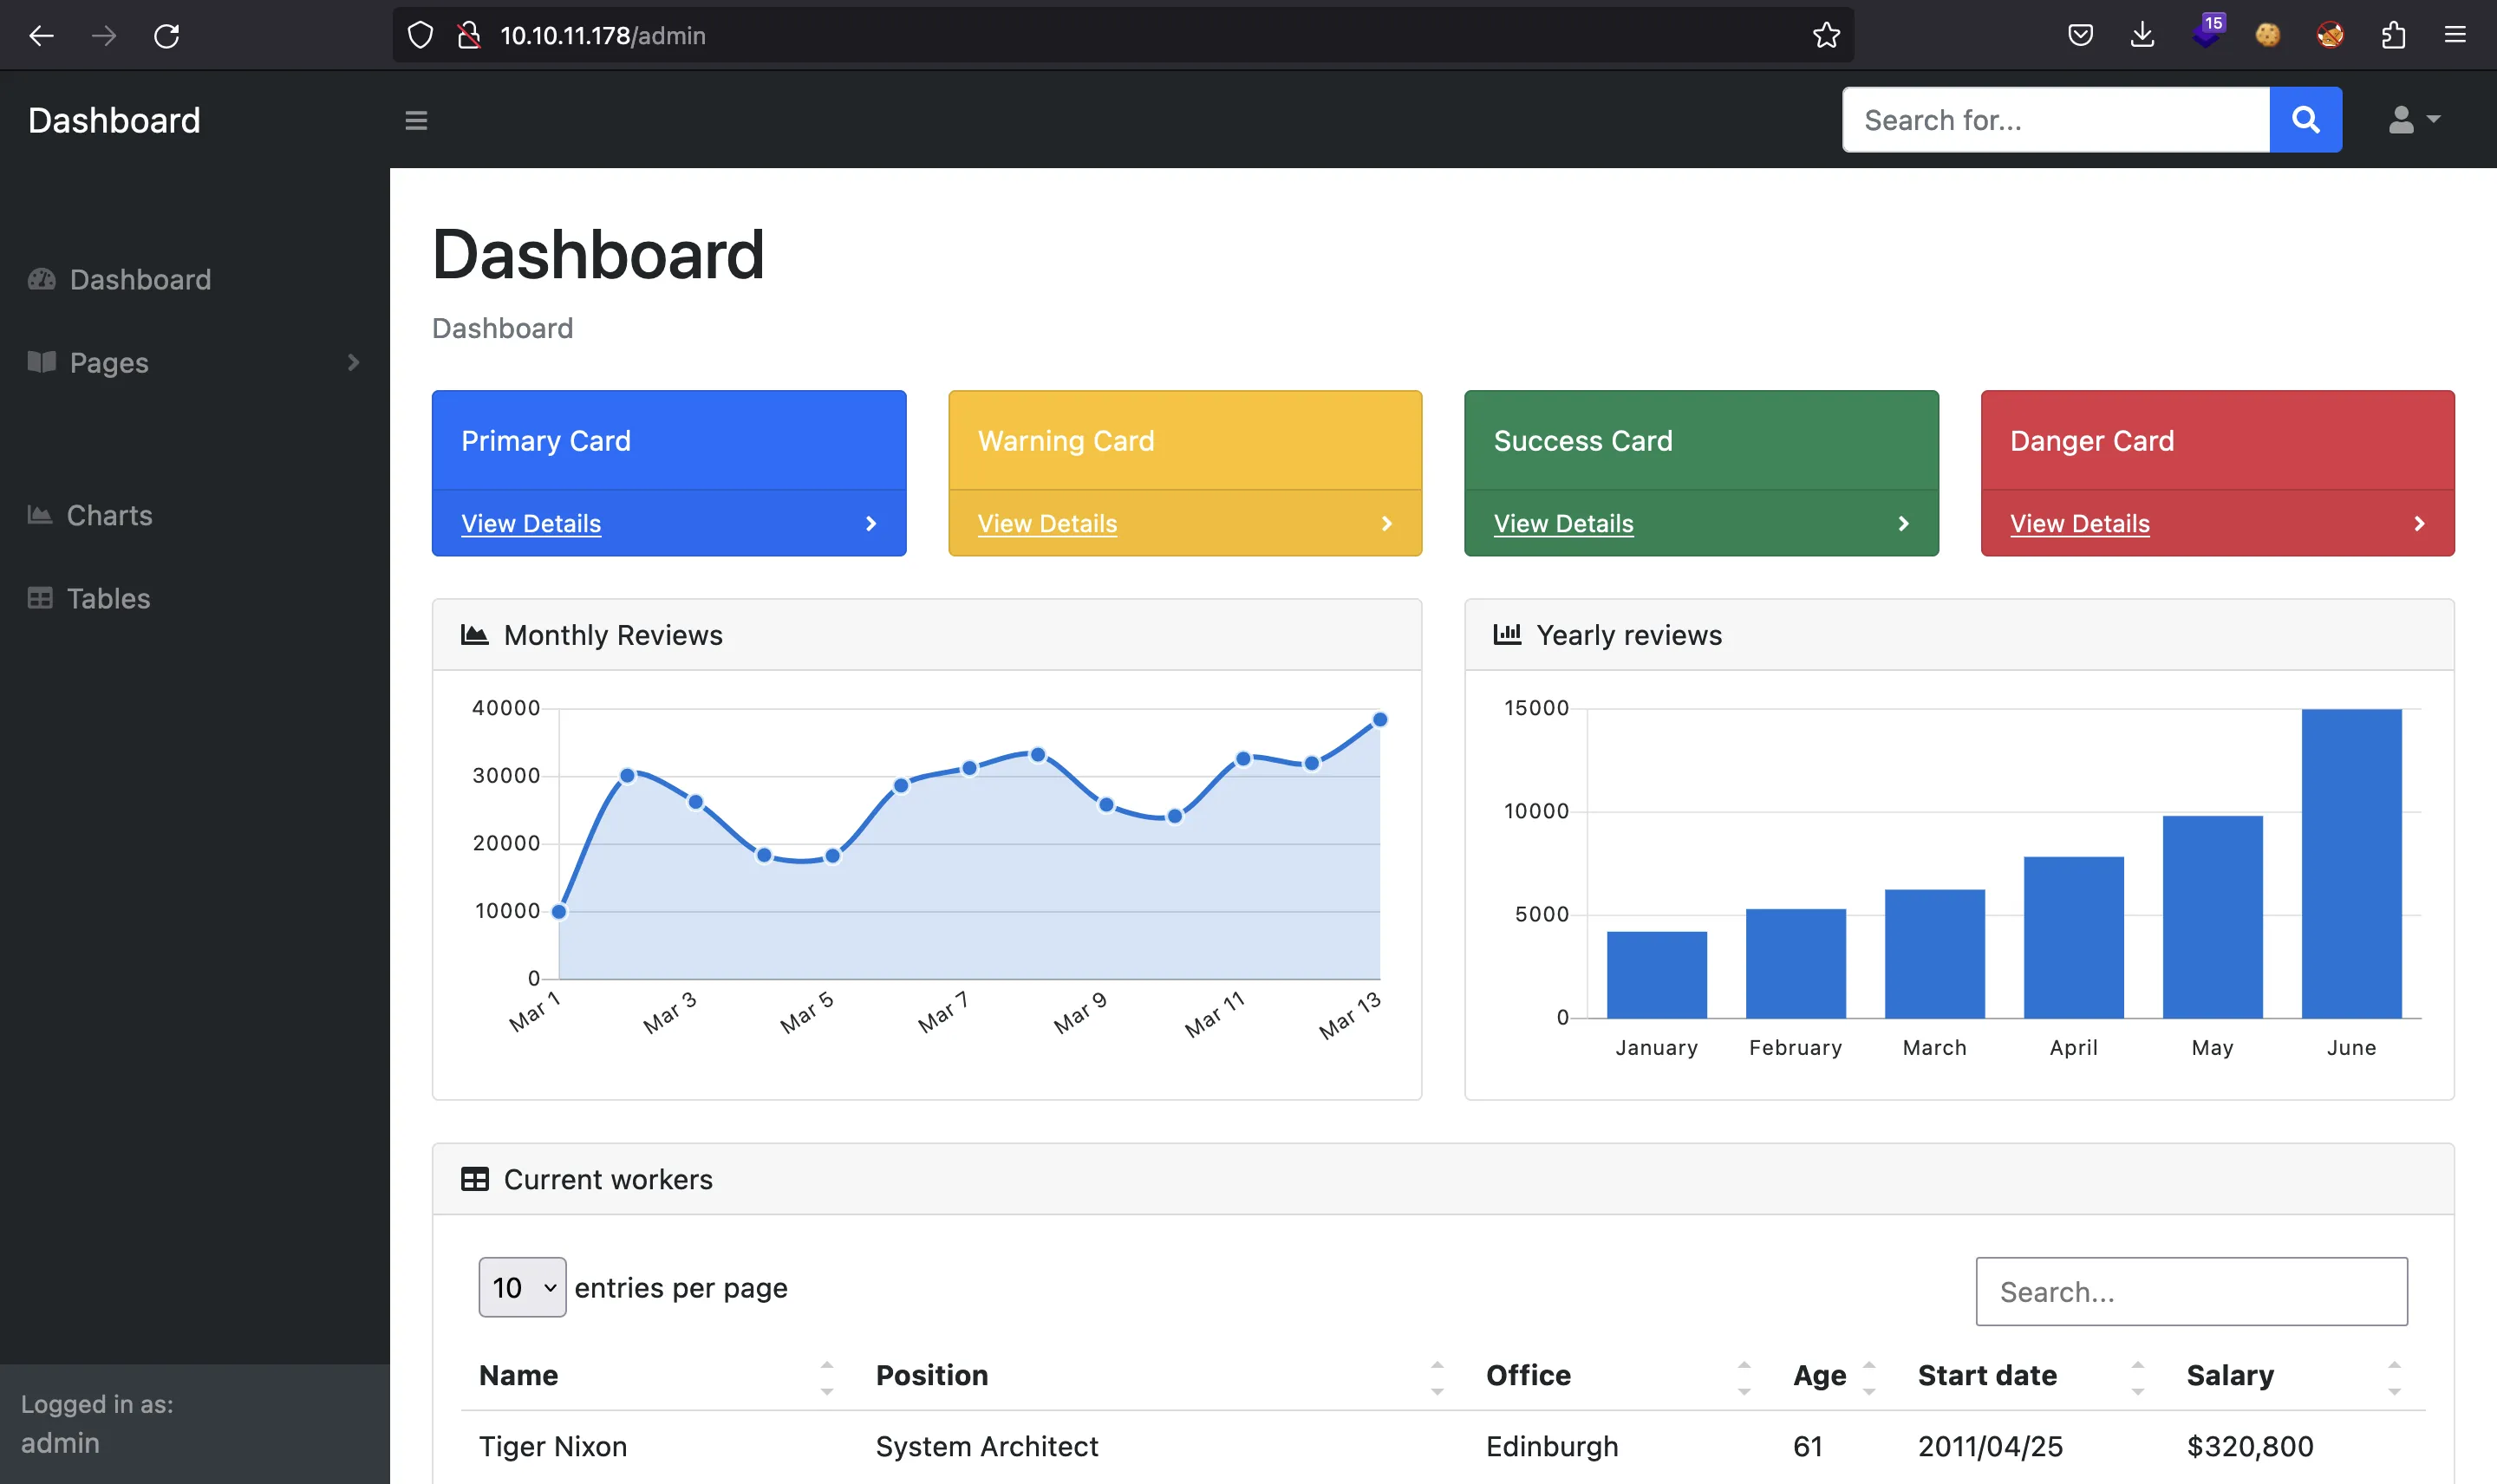 15
10.10.11.178/admin
Dashboard
Search for...
Dashboard
Pages
Charts
Tables
Logged in as:
admin
Dashboard
Dashboard
Primary Card
View Details
Warning Card
View Details
Success Card
View Details
Danger Card
View Details
Monthly Reviews
40000
30000
20000
10000
0
Mar 1 Mar 3 Mar 5 Mar 7 Mar 9 Mar 11 Mar 13
Yearly reviews
15000
10000
5000
0
January February March April May June
Current workers
10 entries per page
Search...
Name Position Office Age Start date Salary
Tiger Nixon System Architect Edinburgh 61 2011/04/25 $320,800